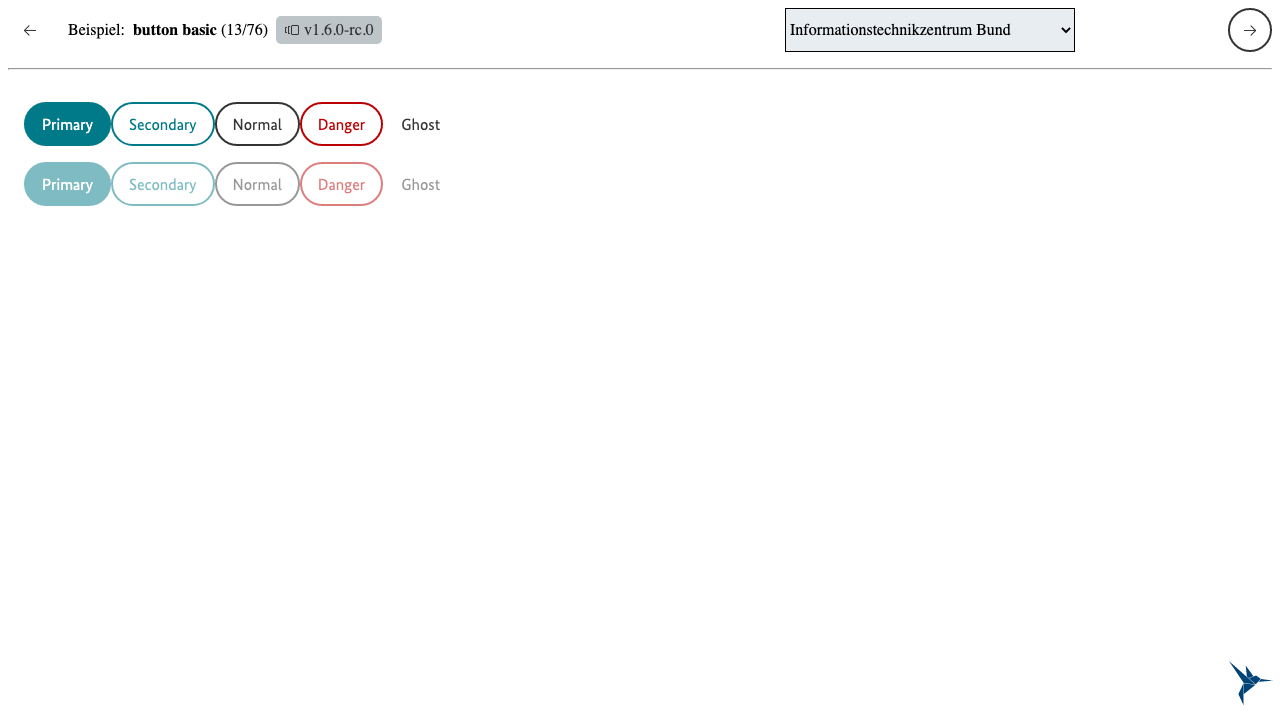 Beispiel: button basic (13/76) v1.6.0-rc.0 Informationstechnikzentrum Bund
Primary Secondary Normal Danger Ghost
Primary Secondary Normal Danger Ghost